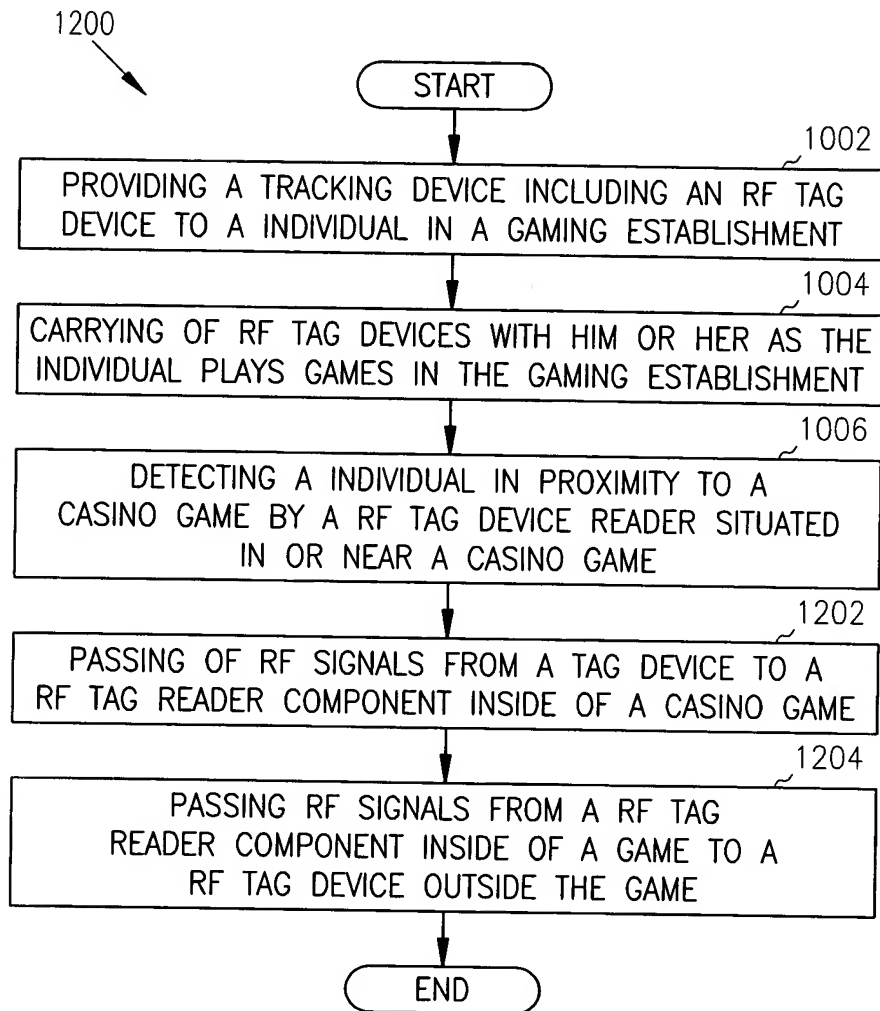 1200
START
1002
PROVIDING A TRACKING DEVICE INCLUDING AN RF TAG
DEVICE TO A INDIVIDUAL IN A GAMING ESTABLISHMENT
1004
CARRYING OF RF TAG DEVICES WITH HIM OR HER AS THE
INDIVIDUAL PLAYS GAMES IN THE GAMING ESTABLISHMENT
1006
DETECTING A INDIVIDUAL IN PROXIMITY TO A
CASINO GAME BY A RF TAG DEVICE READER SITUATED
IN OR NEAR A CASINO GAME
1202
PASSING OF RF SIGNALS FROM A TAG DEVICE TO A
RF TAG READER COMPONENT INSIDE OF A CASINO GAME
1204
PASSING RF SIGNALS FROM A RF TAG
READER COMPONENT INSIDE OF A GAME TO A
RF TAG DEVICE OUTSIDE THE GAME
END